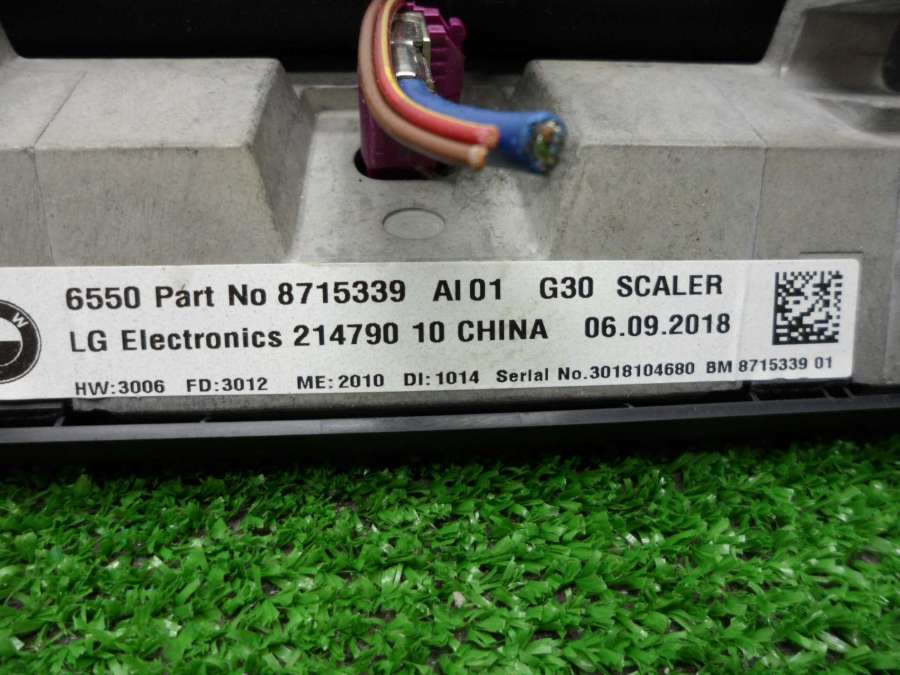 6550 Part No 8715339 AI 01 G30 SCALER
LG Electronics 214790 10 CHINA 06.09.2018
HW:3006 FD:3012 ME:2010 DI:1014 Serial No.3018104680 BM 8715339 01
W